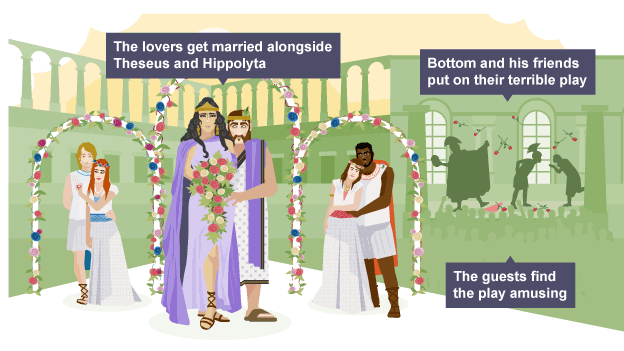 The lovers get married alongside
Theseus and Hippolyta
Bottom and his friends
put on their terrible play
The guests find
the play amusing